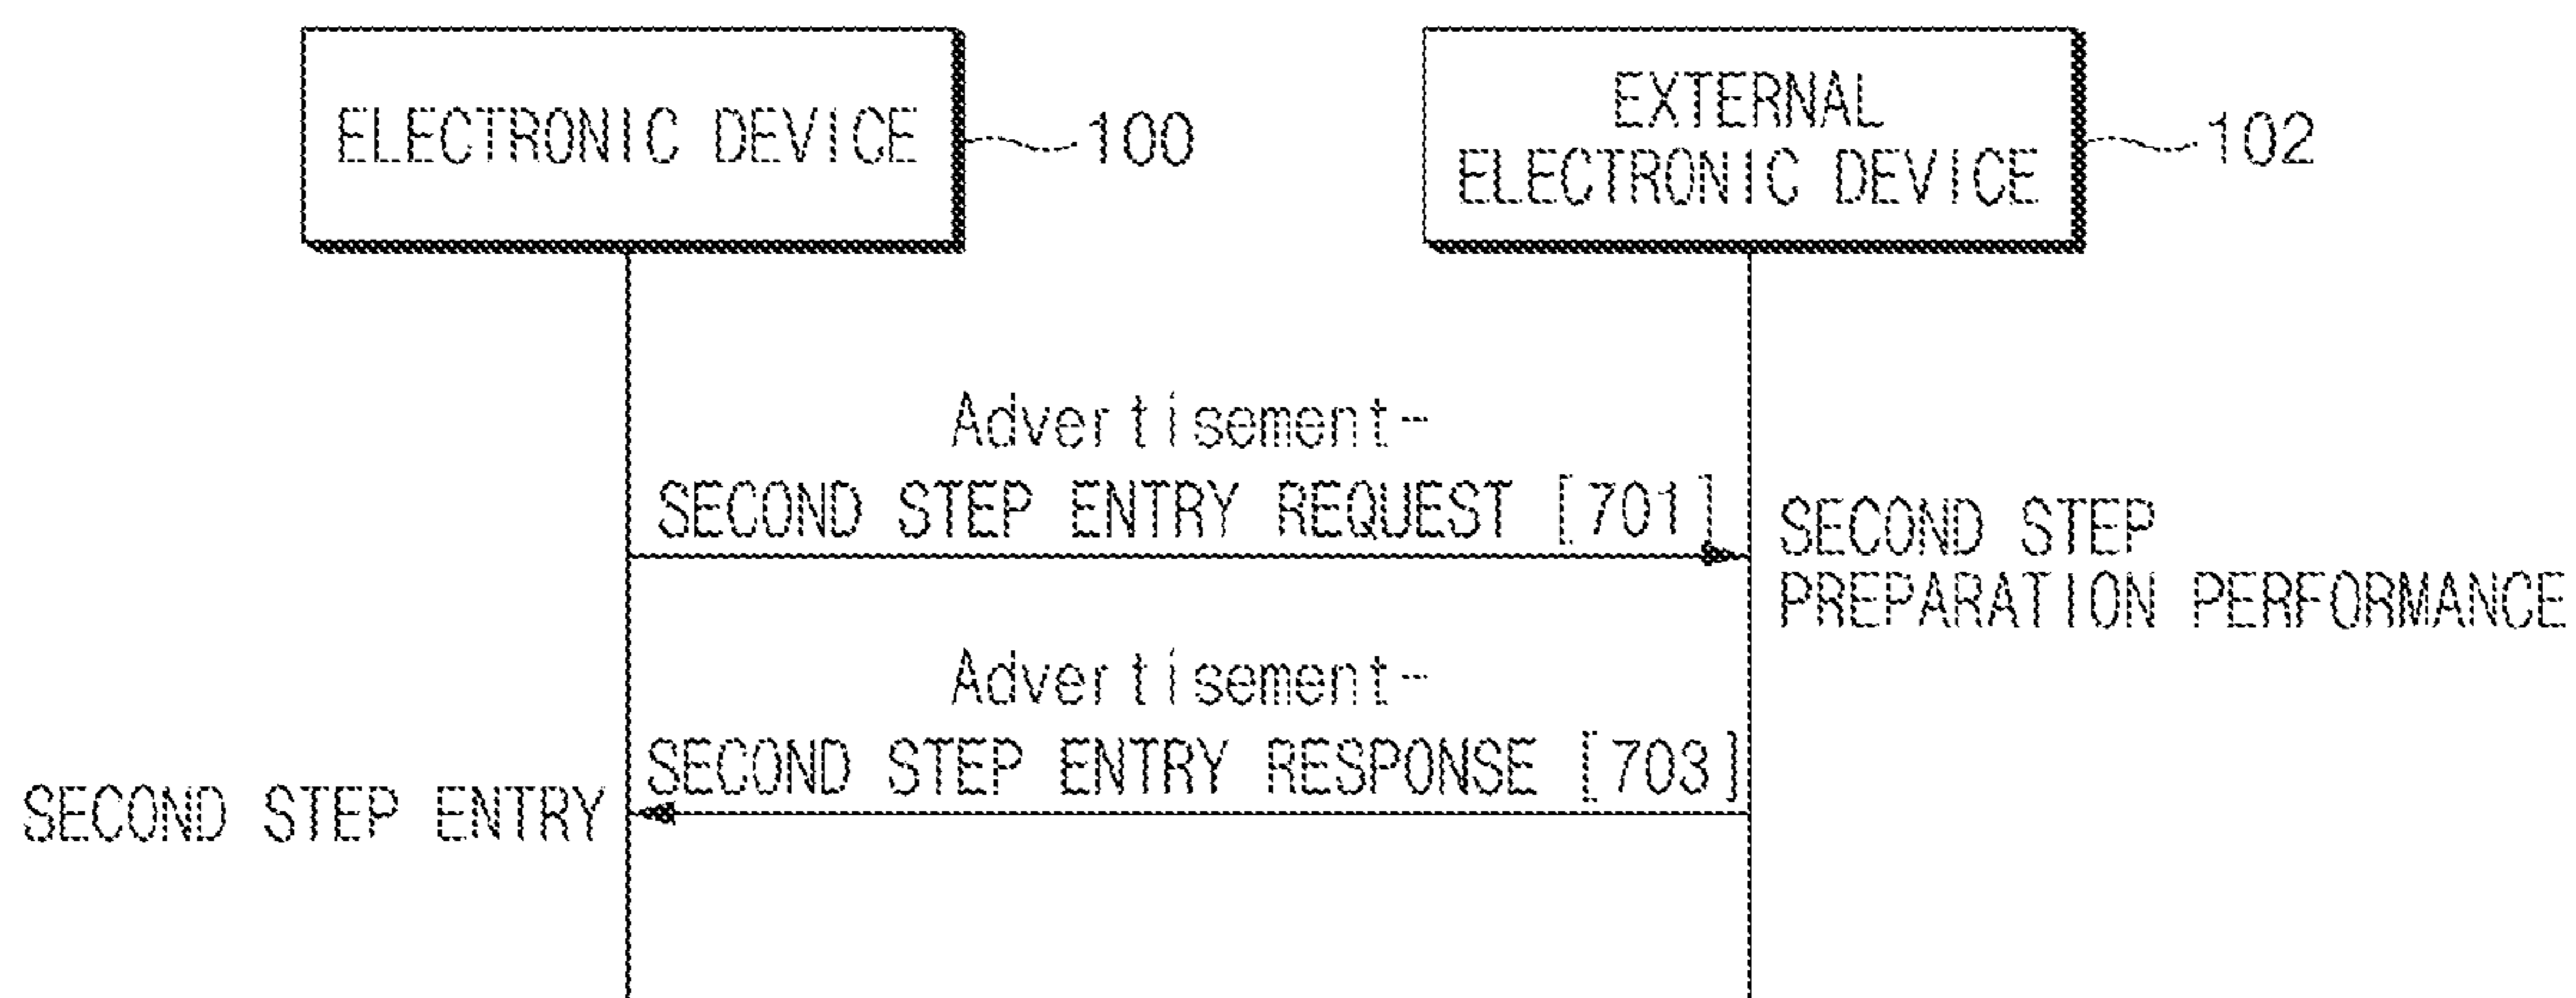 ELECTRONIC DEVICE
100
EXTERNAL
ELECTRONIC DEVICE
102
Advertisement-
SECOND STEP ENTRY REQUEST [701]
SECOND STEP
PREPARATION PERFORMANCE
Advertisement-
SECOND STEP ENTRY RESPONSE [703]
SECOND STEP ENTRY